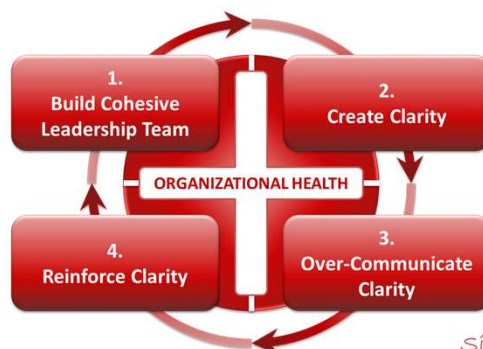 1.
Build Cohesive
Leadership Team
2.
Create Clarity
ORGANIZATIONAL HEALTH
4.
Reinforce Clarity
3.
Over-Communicate
Clarity